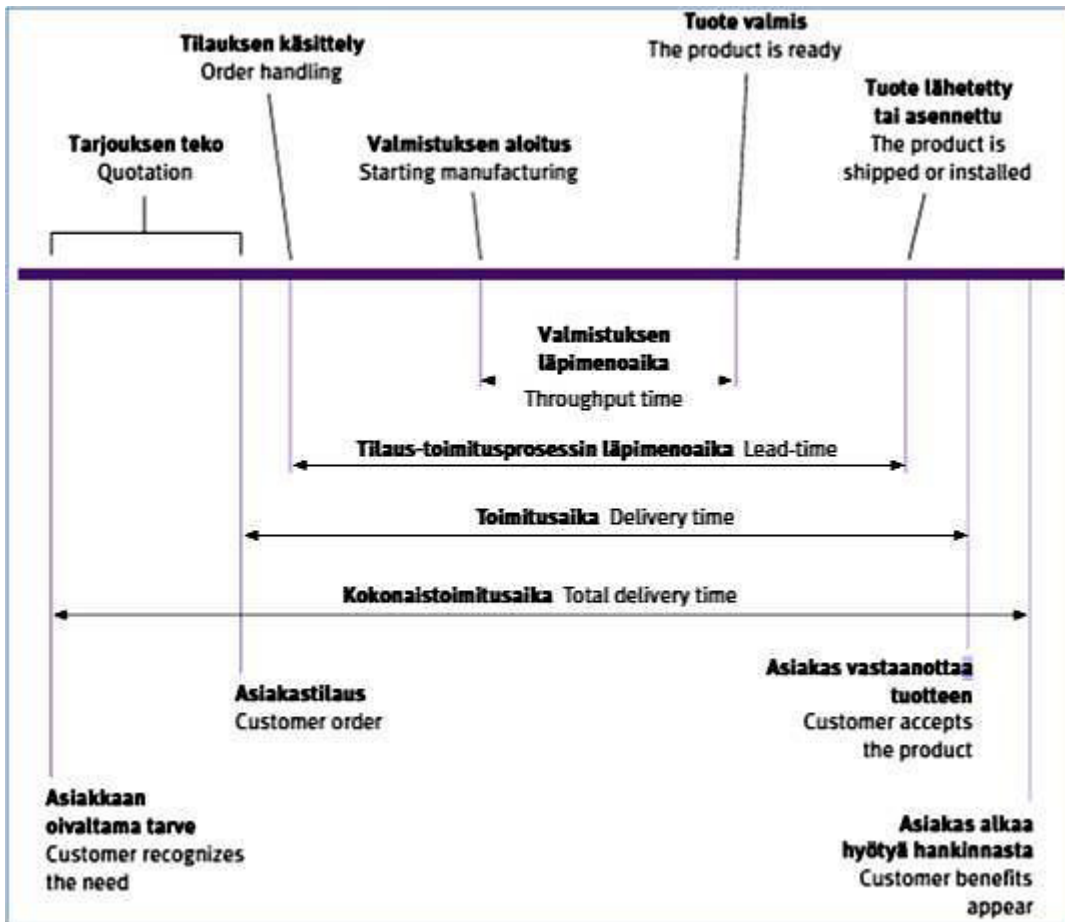 Tuote valmis
The product is ready
Tilauksen käsittely
Order handling
Tuote lähetetty
tai asennettu
The product is
shipped or installed
Tarjouksen teko
Quotation
Valmistuksen aloitus
Starting manufacturing
Valmistuksen
läpimenoaika
Throughput time
Tilaus-toimitusprosessin läpimenoaika Lead-time
Toimitusaika Delivery time
Kokonaistoimitusaika Total delivery time
Asiakastilaus
Customer order
Asiakas vastaanottaa
tuotteen
Customer accepts
the product
Asiakkaan
oivaltama tarve
Customer recognizes
the need
Asiakas alkaa
hyötyä hankinnasta
Customer benefits
appear